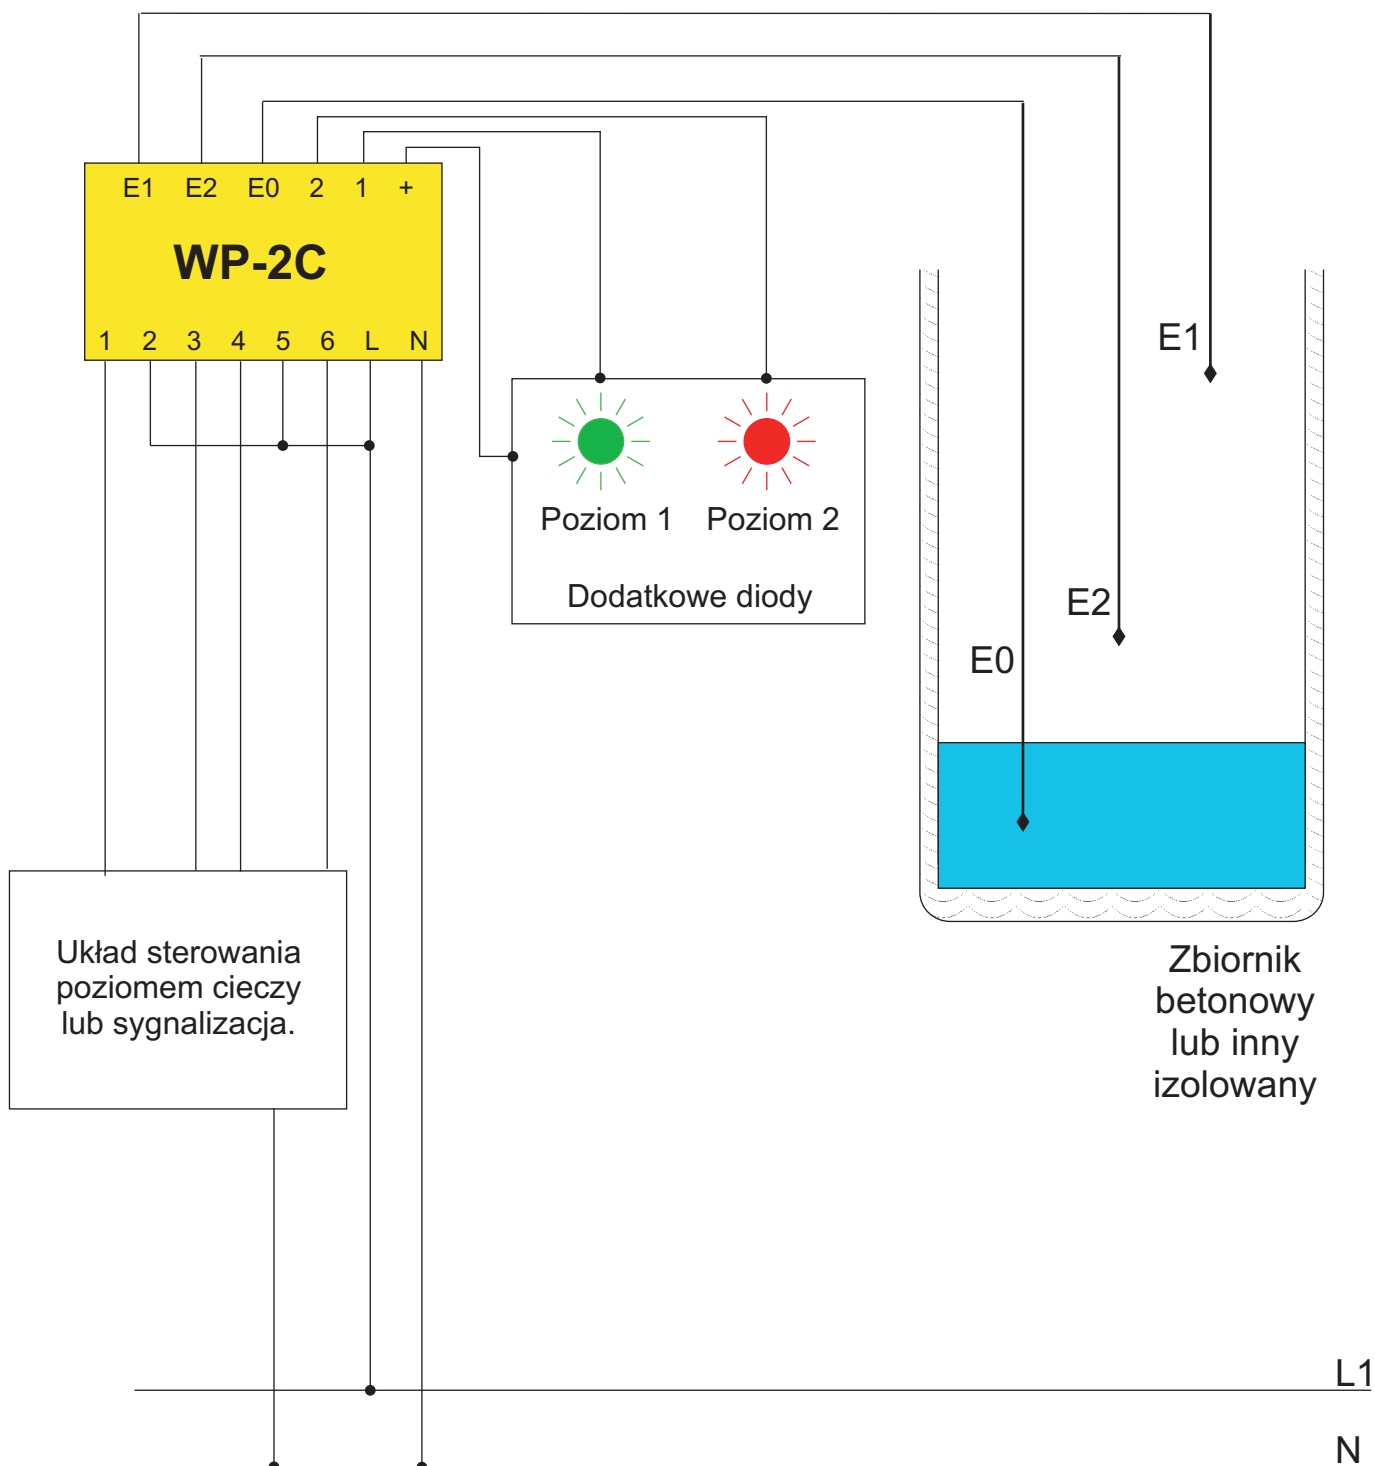 E1 E2 E0 2 1 +
WP-2C
1 2 3 4 5 6 L N
E1
E2
E0
Poziom 1 Poziom 2
Dodatkowe diody
Układ sterowania
poziomem cieczy
lub sygnalizacja.
Zbiornik
betonowy
lub inny
izolowany
L1
N